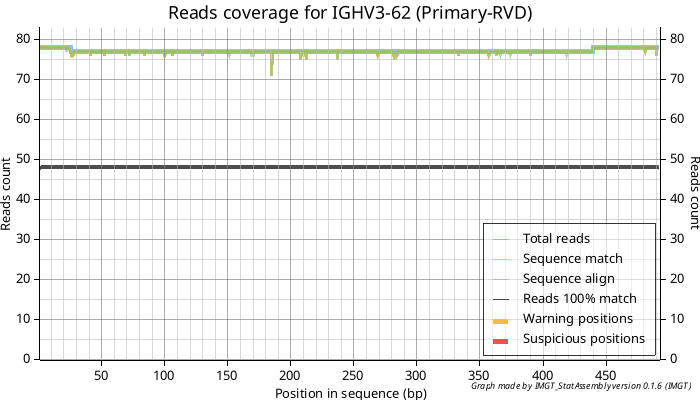 Reads coverage for IGHV3-62 (Primary-RVD)
80 80
70 70
60 60
50 50
40 40
30 30
20 20
10 10
0 0
Reads count
Reads count
Total reads
Sequence match
Sequence align
Reads 100% match
Warning positions
Suspicious positions
50 100 150 200 250 300 350 400 450
Position in sequence (bp)
Graph made by IMGT_StatAssembly version 0.1.6 (IMGT)